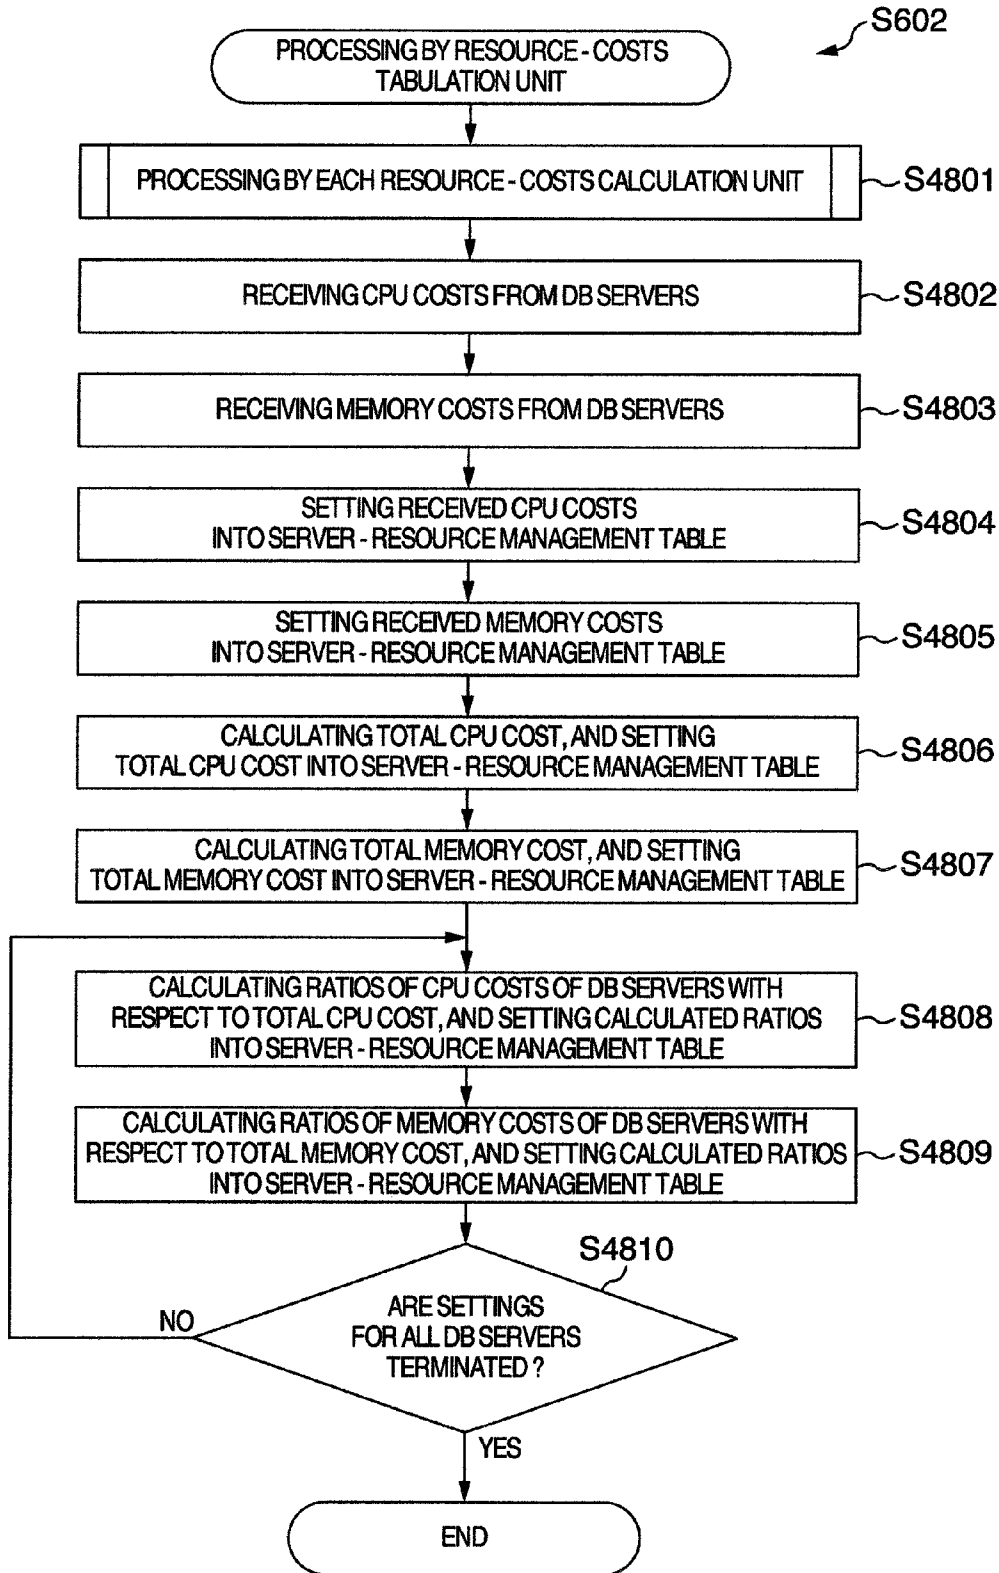 S602
PROCESSING BY RESOURCE - COSTS
TABULATION UNIT
PROCESSING BY EACH RESOURCE - COSTS CALCULATION UNIT
S4801
RECEIVING CPU COSTS FROM DB SERVERS
S4802
RECEIVING MEMORY COSTS FROM DB SERVERS
S4803
SETTING RECEIVED CPU COSTS
INTO SERVER - RESOURCE MANAGEMENT TABLE
S4804
SETTING RECEIVED MEMORY COSTS
INTO SERVER - RESOURCE MANAGEMENT TABLE
S4805
CALCULATING TOTAL CPU COST, AND SETTING
TOTAL CPU COST INTO SERVER - RESOURCE MANAGEMENT TABLE
S4806
CALCULATING TOTAL MEMORY COST, AND SETTING
TOTAL MEMORY COST INTO SERVER - RESOURCE MANAGEMENT TABLE
S4807
CALCULATING RATIOS OF CPU COSTS OF DB SERVERS WITH
RESPECT TO TOTAL CPU COST, AND SETTING CALCULATED RATIOS
INTO SERVER - RESOURCE MANAGEMENT TABLE
S4808
CALCULATING RATIOS OF MEMORY COSTS OF DB SERVERS WITH
RESPECT TO TOTAL MEMORY COST, AND SETTING CALCULATED RATIOS
INTO SERVER - RESOURCE MANAGEMENT TABLE
S4809
S4810
ARE SETTINGS
FOR ALL DB SERVERS
TERMINATED ?
NO
YES
END